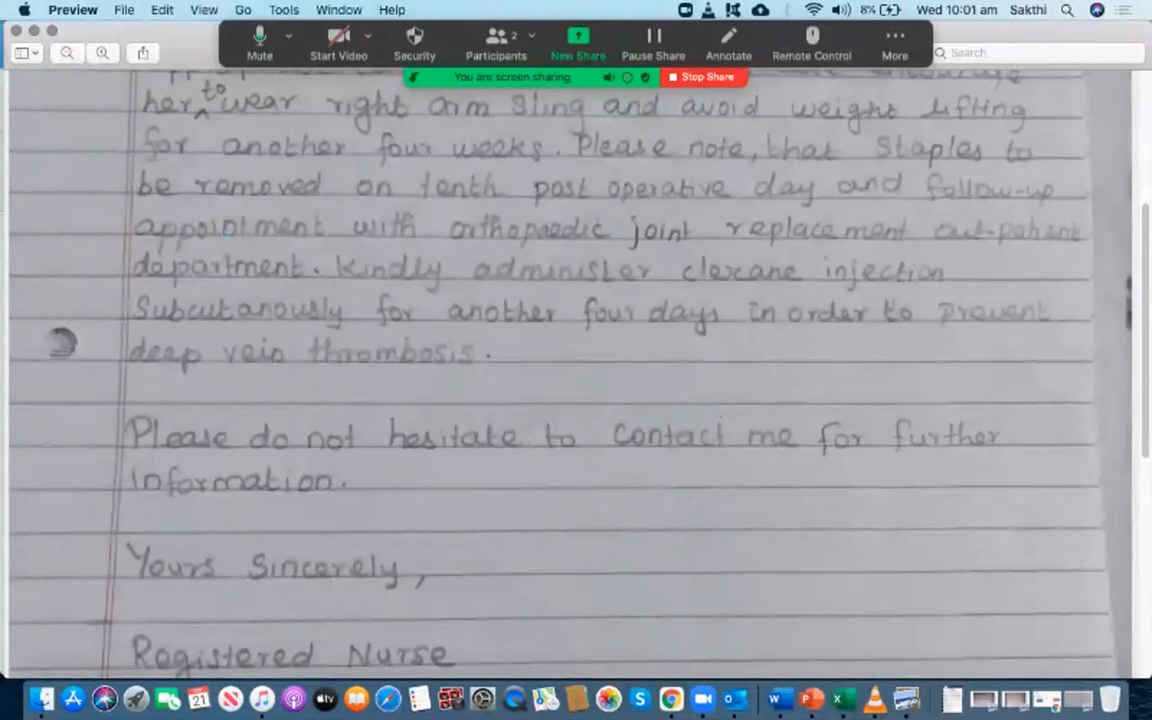 Preview File Edit View Go Tools Window Help 8% Wed 10:01 am Sakthi
Mute Start Video Security Participants 2 New Share Pause Share Annotate Remote Control More Search
You are screen sharing Stop Share
her to wear right arm sling and avoid weight lifting
for another four weeks. Please note, that staples to
be removed on tenth post operative day and follow-up
appointment with orthopaedic joint replacement out-patient
department. Kindly administer clexane injection
Subcutanously for another four days in order to prevent
deep vein thrombosis.
Please do not hesitate to contact me for further
information.
Yours Sincerely,
Registered Nurse
21
tv